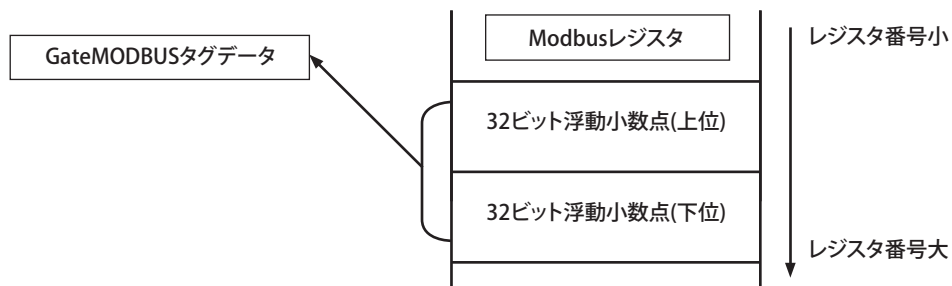 Modbusレジスタ
レジスタ番号小
GateMODBUSタグデータ
32ビット浮動小数点(上位)
32ビット浮動小数点(下位)
レジスタ番号大